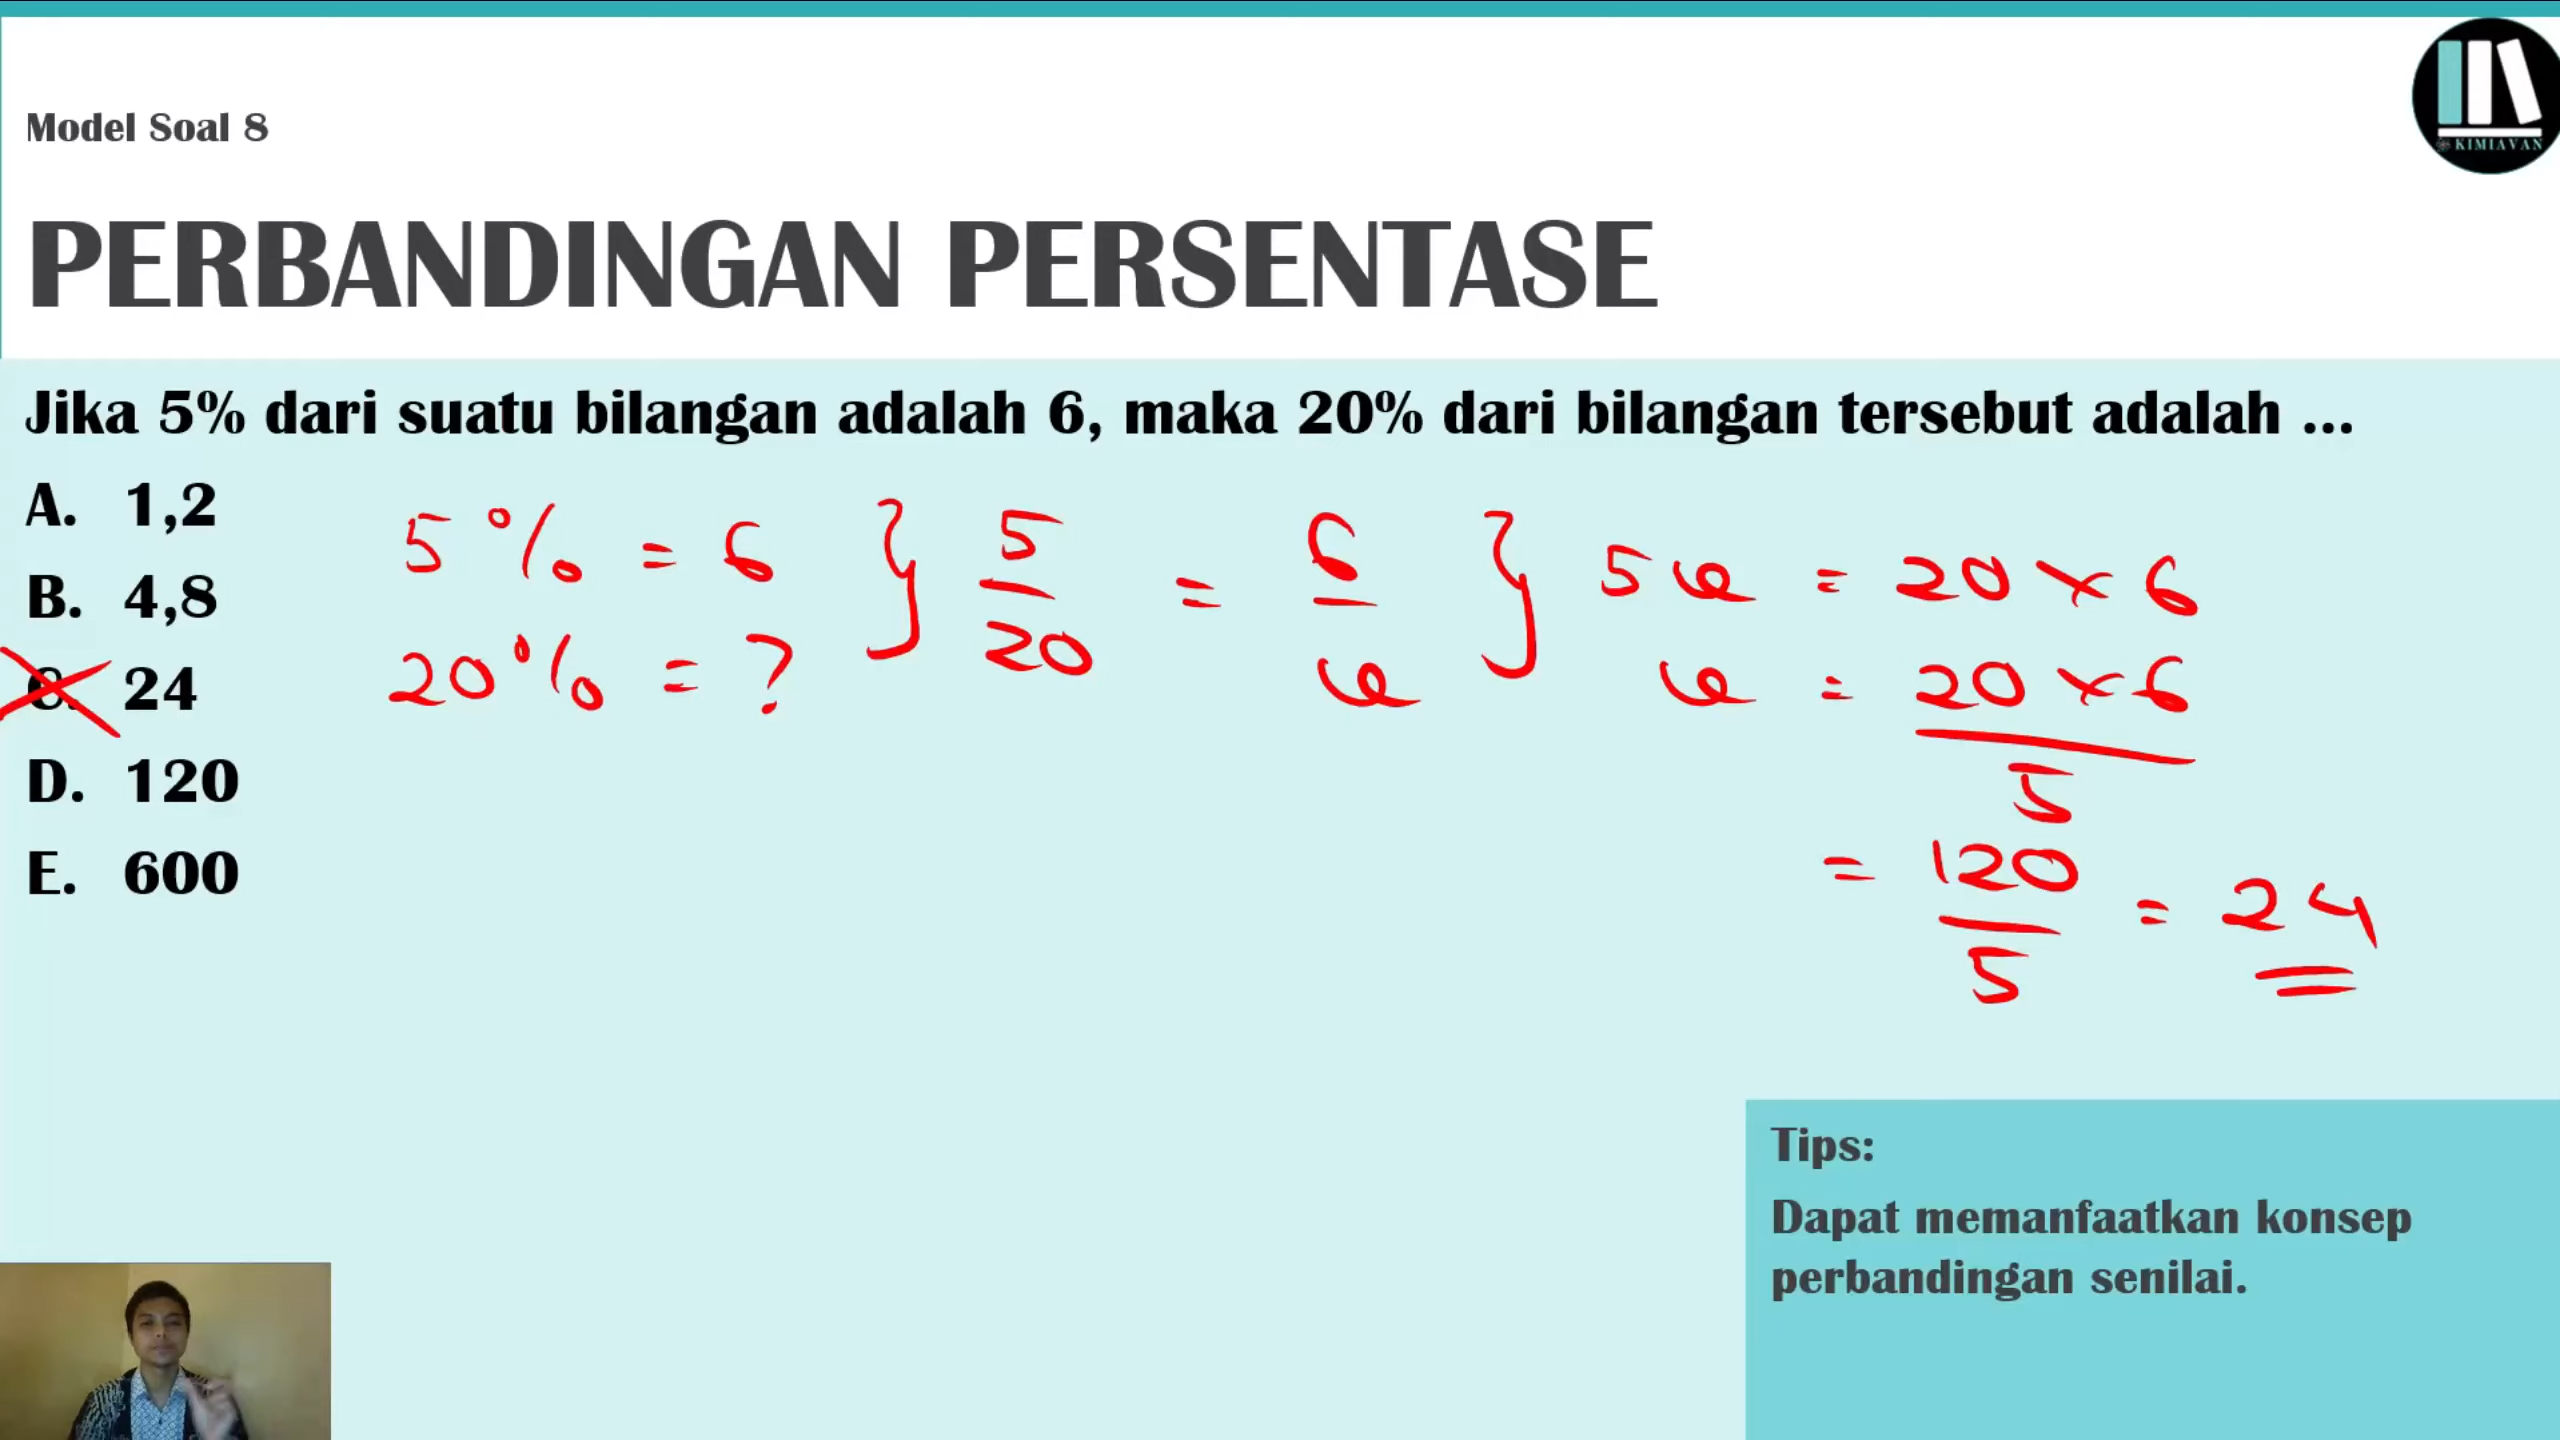 KIMIAVAN
Model Soal 8
PERBANDINGAN PERSENTASE
Jika 5% dari suatu bilangan adalah 6, maka 20% dari bilangan tersebut adalah ...
A. 1,2
B. 4,8
C. 24
D. 120
E. 600
5% = 6
20% = ?
} 5/20 = 6/a
} 5a = 20 × 6
a = 20 × 6
5
= 120/5 = 24
Tips:
Dapat memanfaatkan konsep
perbandingan senilai.